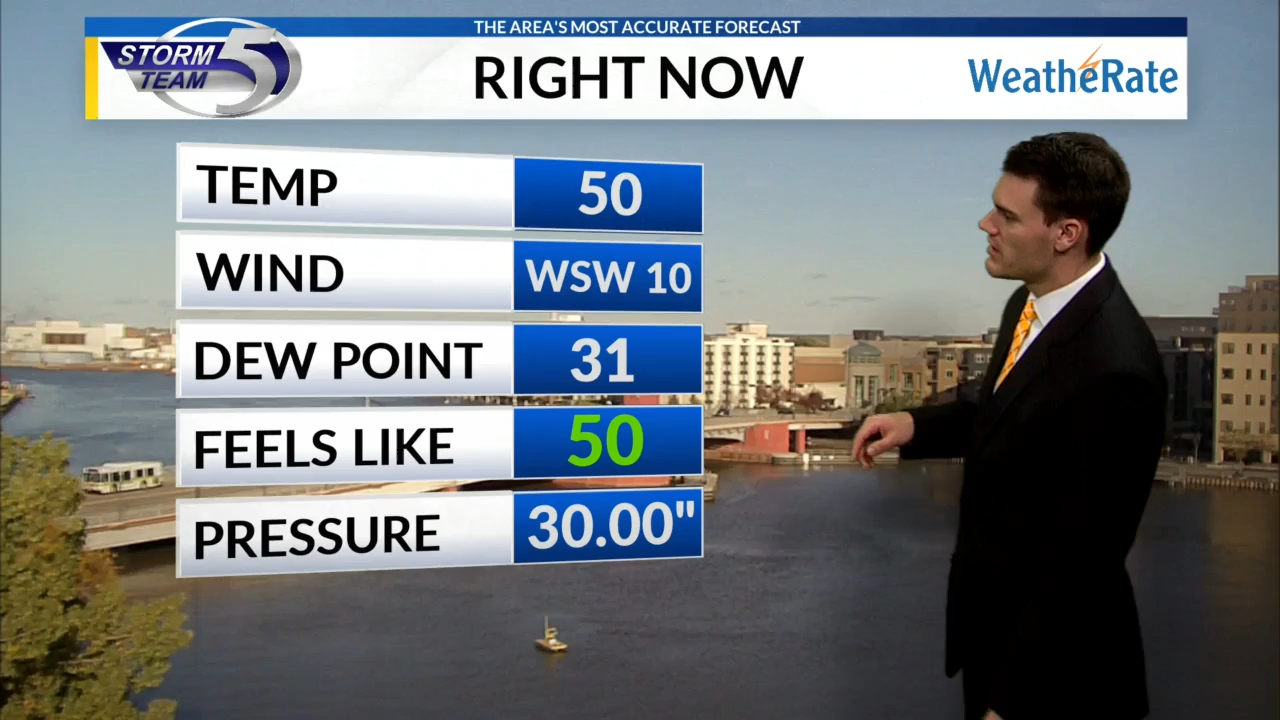 THE AREA'S MOST ACCURATE FORECAST
STORM
TEAM
5
RIGHT NOW
WeatheRate
TEMP 50
WIND WSW 10
DEW POINT 31
FEELS LIKE 50
PRESSURE 30.00"